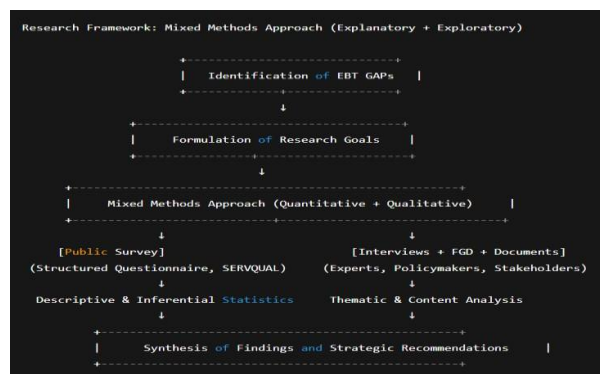 Research Framework: Mixed Methods Approach (Explanatory + Exploratory)
Identification of EBT GAPs
Formulation of Research Goals
Mixed Methods Approach (Quantitative + Qualitative)
[Public Survey] [Interviews + FGD + Documents]
(Structured Questionnaire, SERVQUAL) (Experts, Policymakers, Stakeholders)
Descriptive & Inferential Statistics Thematic & Content Analysis
Synthesis of Findings and Strategic Recommendations